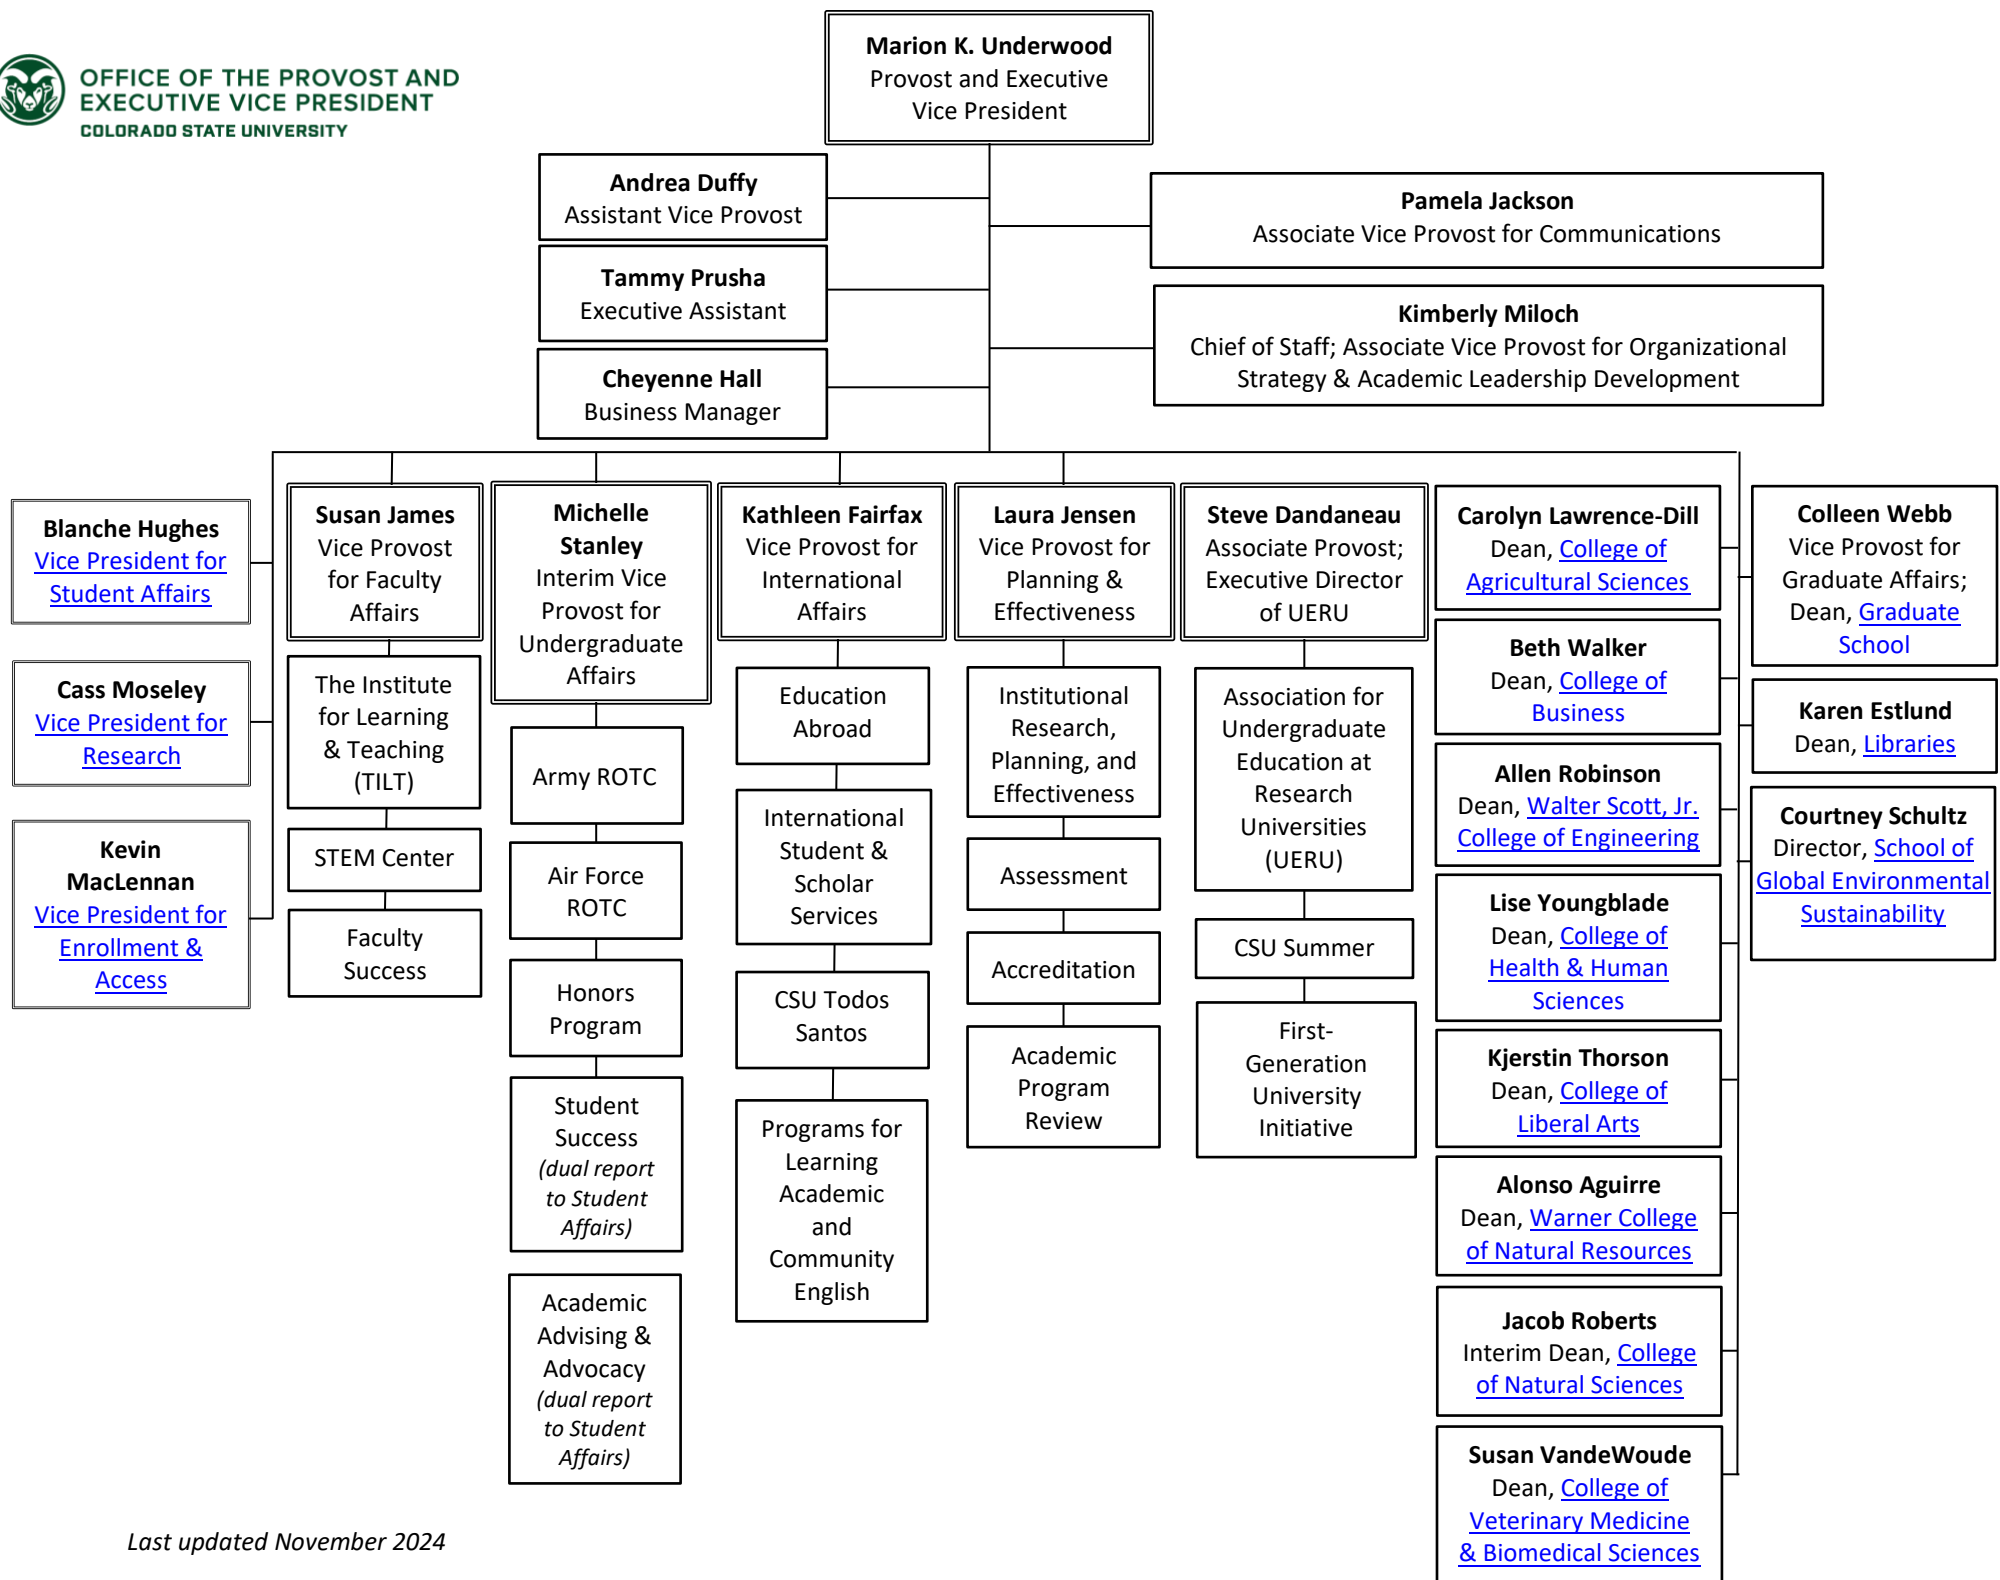 OFFICE OF THE PROVOST AND
EXECUTIVE VICE PRESIDENT
COLORADO STATE UNIVERSITY
Marion K. Underwood
Provost and Executive
Vice President
Andrea Duffy
Assistant Vice Provost
Tammy Prusha
Executive Assistant
Cheyenne Hall
Business Manager
Pamela Jackson
Associate Vice Provost for Communications
Kimberly Miloch
Chief of Staff; Associate Vice Provost for Organizational
Strategy & Academic Leadership Development
Blanche Hughes
Vice President for
Student Affairs
Cass Moseley
Vice President for
Research
Kevin
MacLennan
Vice President for
Enrollment &
Access
Susan James
Vice Provost
for Faculty
Affairs
The Institute
for Learning
& Teaching
(TILT)
STEM Center
Faculty
Success
Michelle
Stanley
Interim Vice
Provost for
Undergraduate
Affairs
Army ROTC
Air Force
ROTC
Honors
Program
Student
Success
(dual report
to Student
Affairs)
Academic
Advising &
Advocacy
(dual report
to Student
Affairs)
Kathleen Fairfax
Vice Provost for
International
Affairs
Education
Abroad
International
Student &
Scholar
Services
CSU Todos
Santos
Programs for
Learning
Academic
and
Community
English
Laura Jensen
Vice Provost for
Planning &
Effectiveness
Institutional
Research,
Planning, and
Effectiveness
Assessment
Accreditation
Academic
Program
Review
Steve Dandaneau
Associate Provost;
Executive Director
of UERU
Association for
Undergraduate
Education at
Research
Universities
(UERU)
CSU Summer
First-
Generation
University
Initiative
Carolyn Lawrence-Dill
Dean, College of
Agricultural Sciences
Beth Walker
Dean, College of
Business
Allen Robinson
Dean, Walter Scott, Jr.
College of Engineering
Lise Youngblade
Dean, College of
Health & Human
Sciences
Kjerstin Thorson
Dean, College of
Liberal Arts
Alonso Aguirre
Dean, Warner College
of Natural Resources
Jacob Roberts
Interim Dean, College
of Natural Sciences
Susan VandeWoude
Dean, College of
Veterinary Medicine
& Biomedical Sciences
Colleen Webb
Vice Provost for
Graduate Affairs;
Dean, Graduate
School
Karen Estlund
Dean, Libraries
Courtney Schultz
Director, School of
Global Environmental
Sustainability
Last updated November 2024